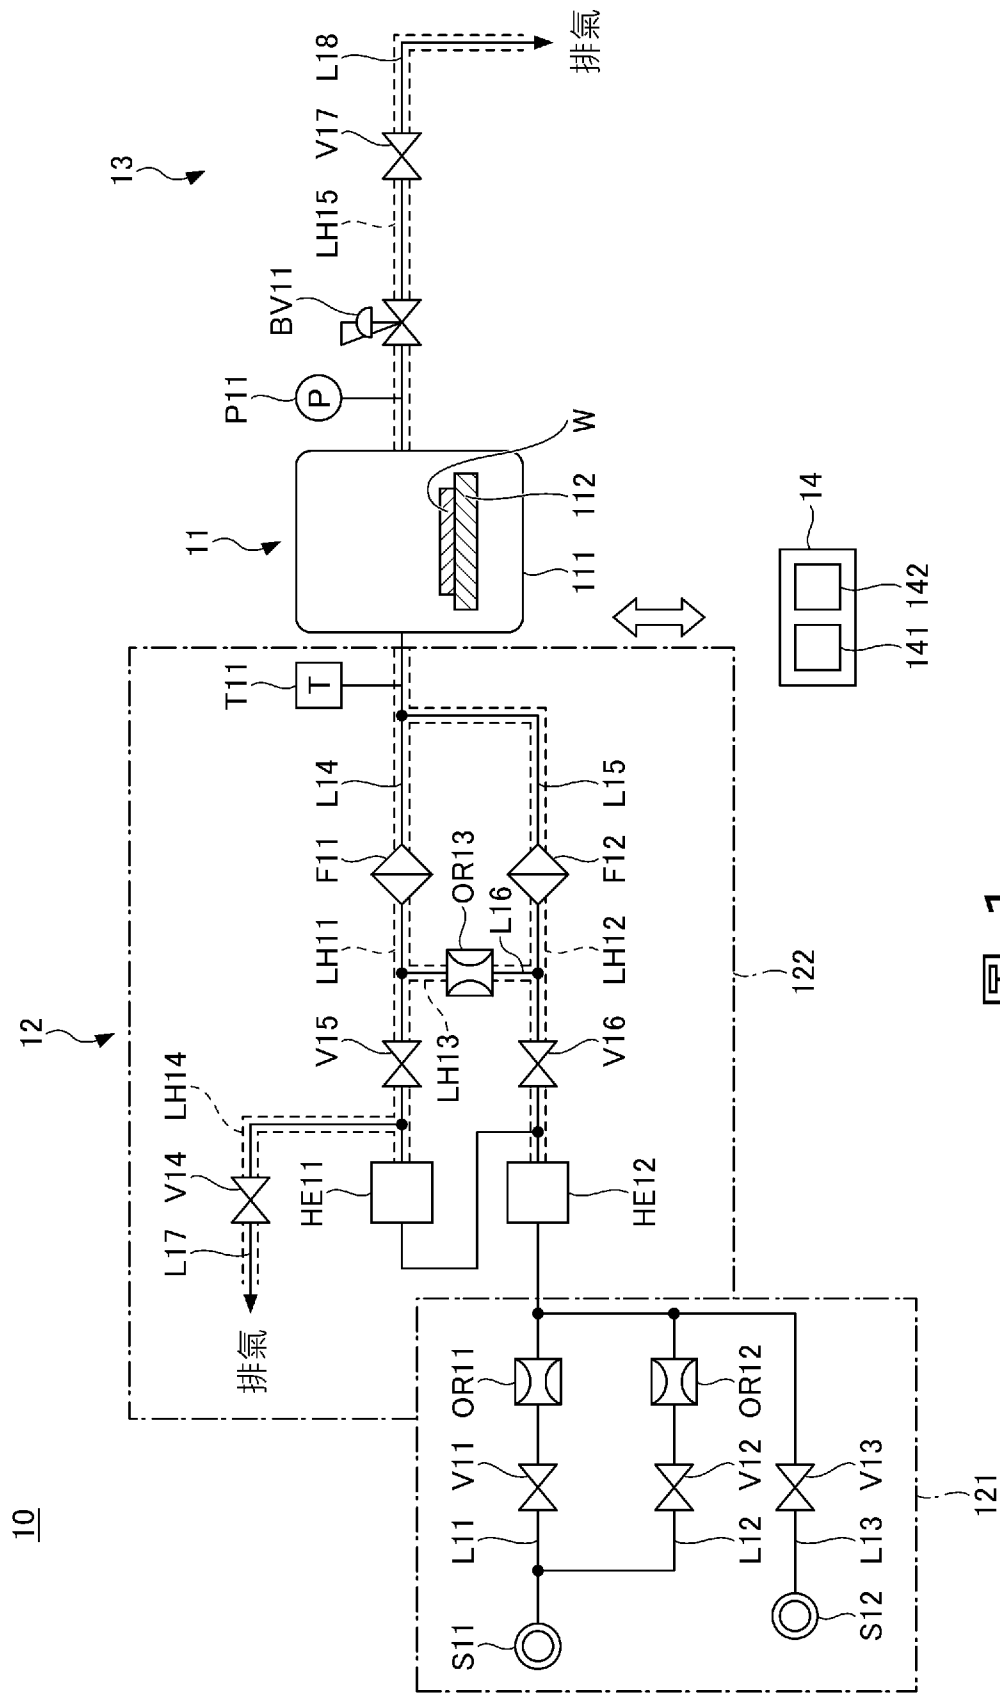 10
12
13
L17
V14
LH14
11
排氣
T11
P11
BV11
HE11
V15
LH11
F11
L14
T
P
LH15
V17
L18
S11
L11
V11
OR11
LH13
OR13
L16
111
112
W
排氣
HE12
V16
LH12
F12
L15
L12
V12
OR12
122
14
S12
L13
V13
141
142
121